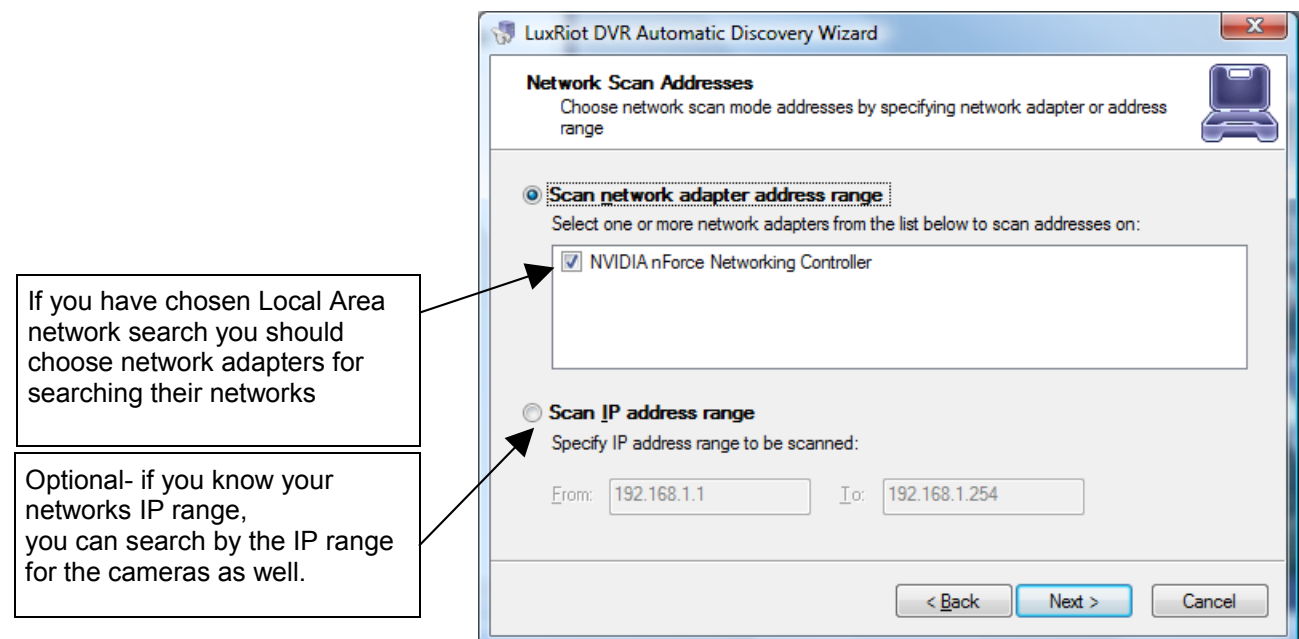 LuxRiot DVR Automatic Discovery Wizard
Network Scan Addresses
Choose network scan mode addresses by specifying network adapter or address
range
Scan network adapter address range
Select one or more network adapters from the list below to scan addresses on:
NVIDIA nForce Networking Controller
If you have chosen Local Area
network search you should
choose network adapters for
searching their networks
Scan IP address range
Specify IP address range to be scanned:
From: 192.168.1.1 To: 192.168.1.254
Optional- if you know your
networks IP range,
you can search by the IP range
for the cameras as well.
< Back Next > Cancel